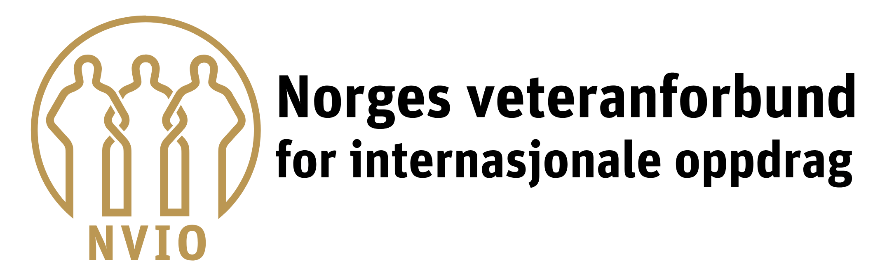 Norges veteranforbund
for internasjonale oppdrag
NVIO